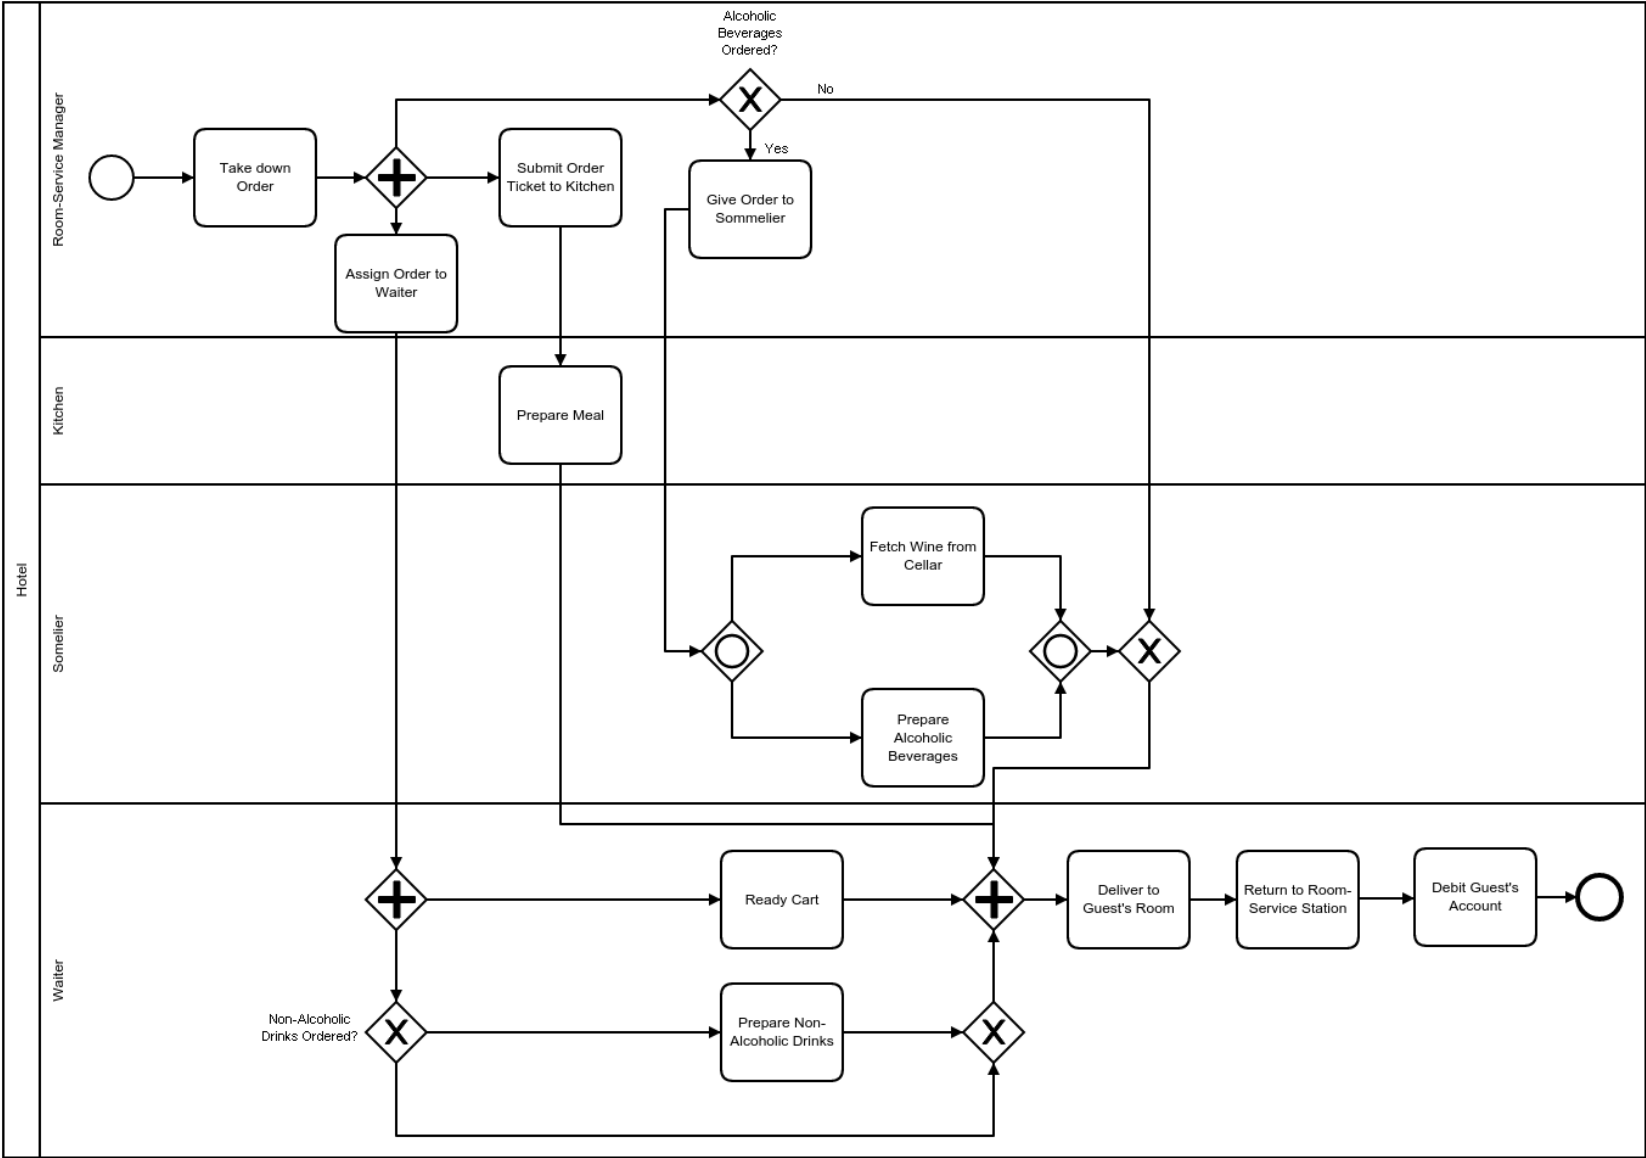 Alcoholic
Beverages
Ordered?
No
Yes
Room-Service Manager
Take down
Order
Submit Order
Ticket to Kitchen
Give Order to
Sommelier
Assign Order to
Waiter
Kitchen
Prepare Meal
Hotel
Somelier
Fetch Wine from
Cellar
Prepare
Alcoholic
Beverages
Waiter
Ready Cart
Deliver to
Guest's Room
Return to Room-
Service Station
Debit Guest's
Account
Non-Alcoholic
Drinks Ordered?
Prepare Non-
Alcoholic Drinks